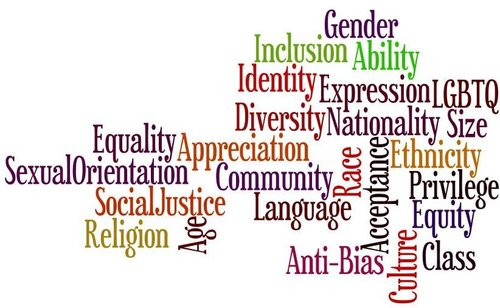 Gender
Inclusion
Ability
Identity
Expression
LGBTQ
Diversity
Nationality
Size
Equality
Appreciation
Race
Acceptance
Ethnicity
SexualOrientation
Community
Privilege
SocialJustice
Language
Equity
Religion
Age
Anti-Bias
Culture
Class